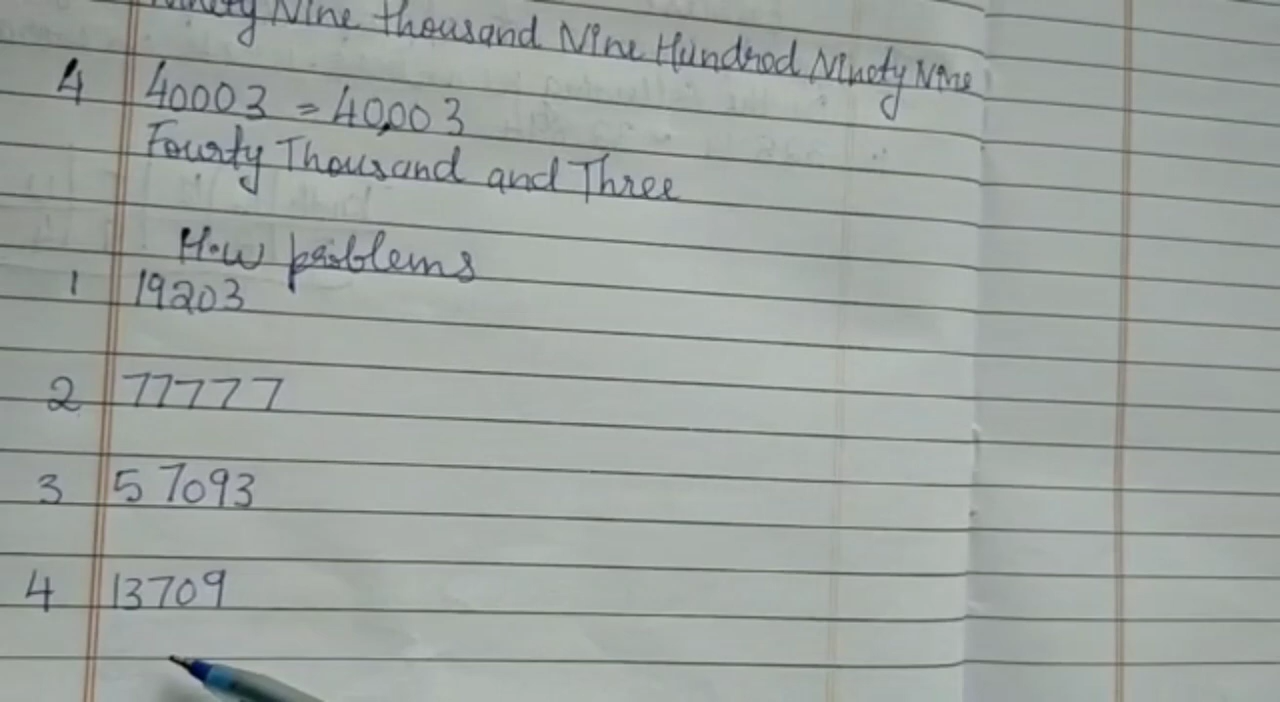 Ninety Nine thousand Nine Hundred Ninety Nine
4 40003 = 40,003
Fourty Thousand and Three
H.w problems
1 19203
2 77777
3 57093
4 13709